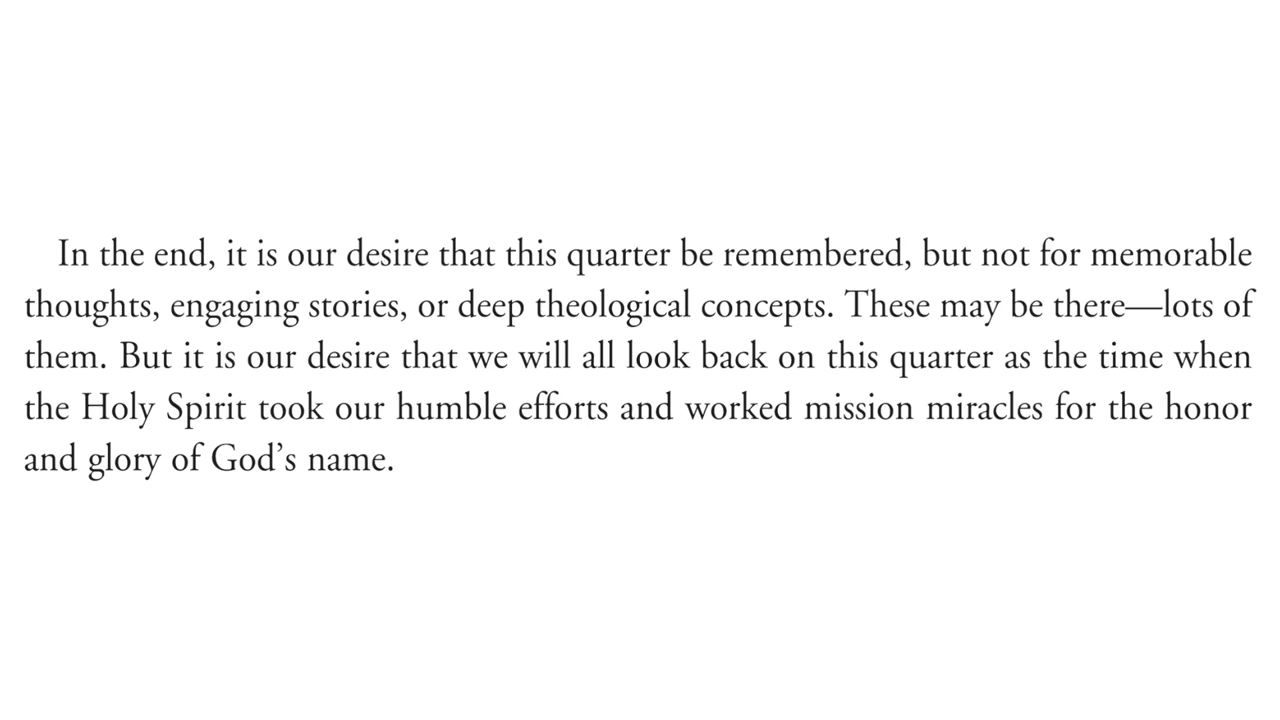 In the end, it is our desire that this quarter be remembered, but not for memorable
thoughts, engaging stories, or deep theological concepts. These may be there—lots of
them. But it is our desire that we will all look back on this quarter as the time when
the Holy Spirit took our humble efforts and worked mission miracles for the honor
and glory of God’s name.